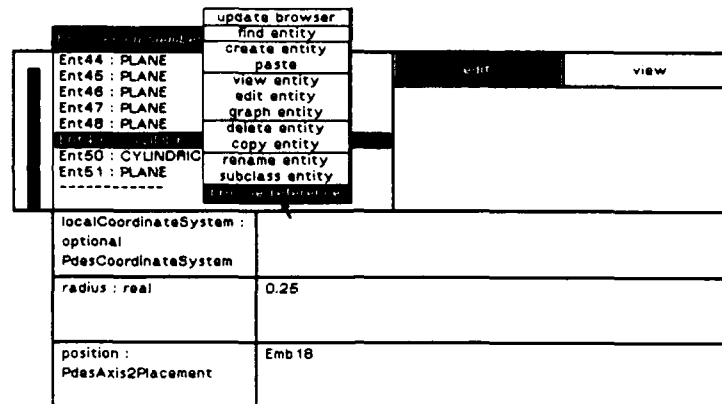 update browser
find entity
create entity
paste
view entity
edit entity
graph entity
delete entity
copy entity
rename entity
subclass entity
Ent44 : PLANE
Ent45 : PLANE
Ent46 : PLANE
Ent47 : PLANE
Ent48 : PLANE
Ent50 : CYLINDRIC
Ent51 : PLANE
--------------
edit
view
localCoordinateSystem :
optional
PdesCoordinateSystem
radius : real
0.25
position :
PdesAxis2Placement
Emb18